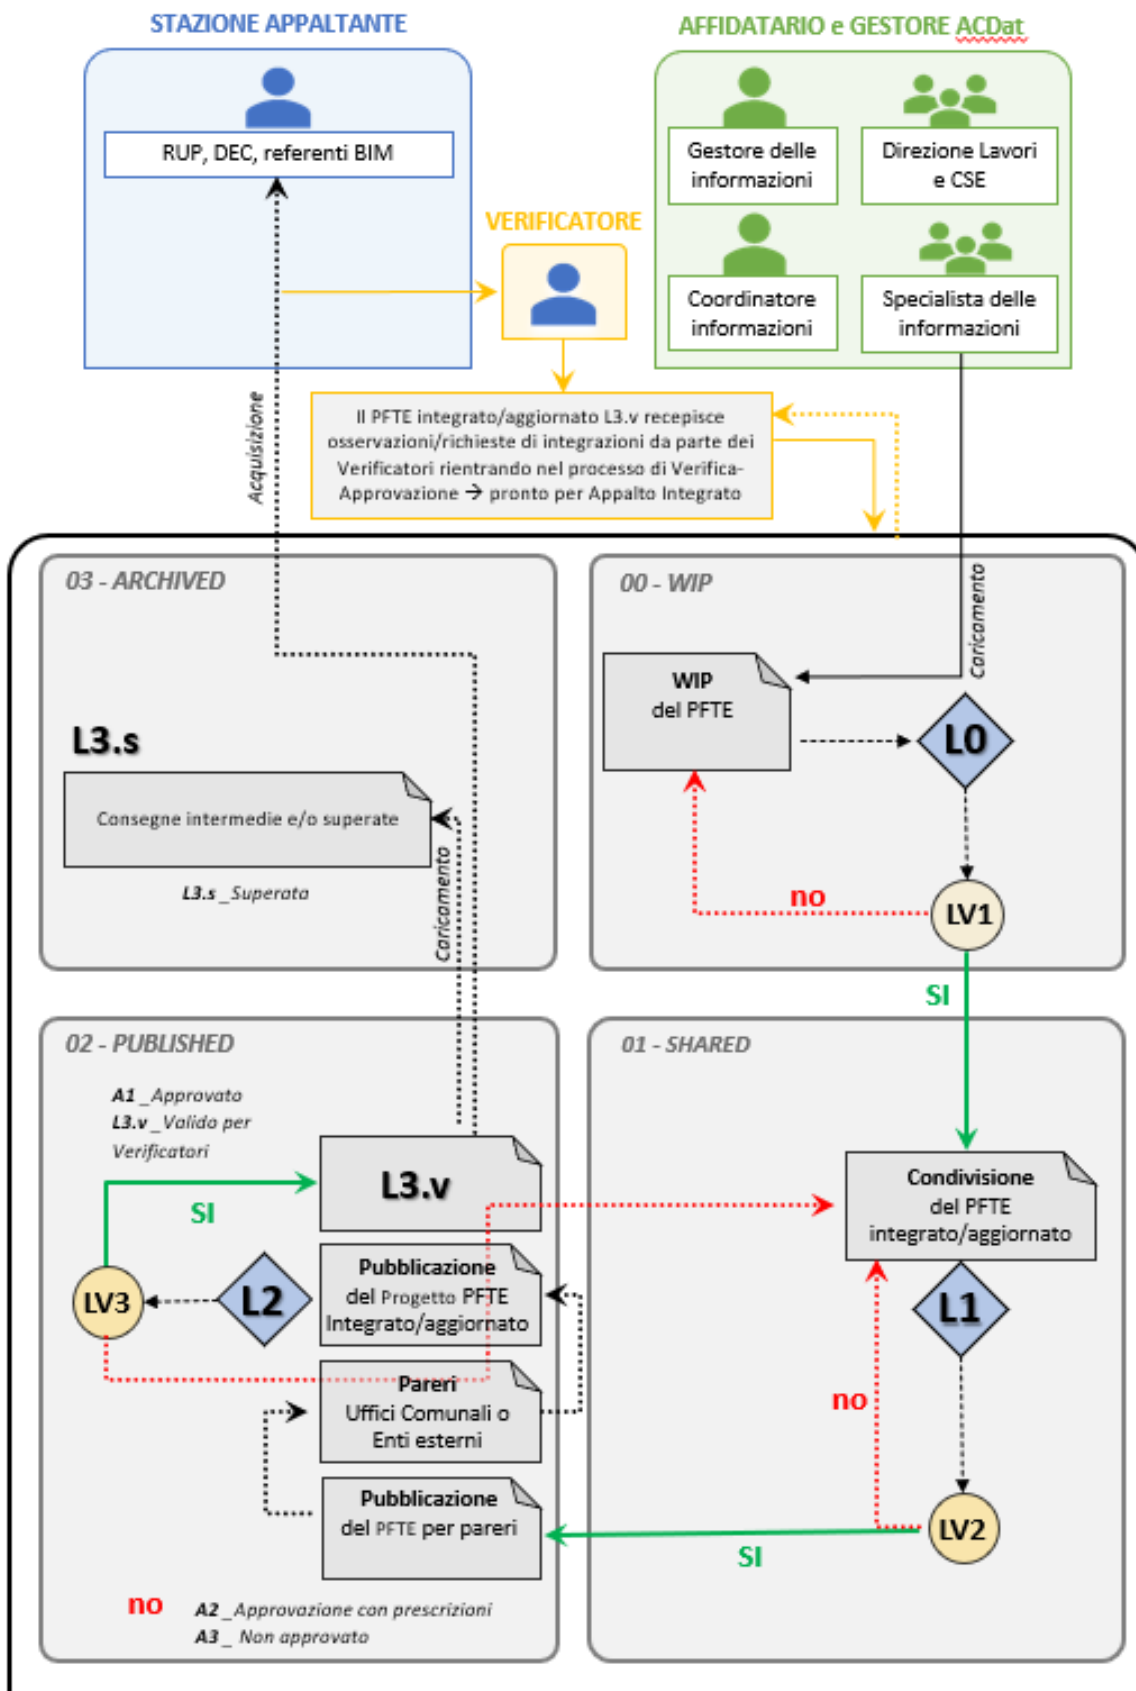 STAZIONE APPALTANTE
AFFIDATARIO e GESTORE ACDat
RUP, DEC, referenti BIM
Gestore delle
informazioni
Direzione Lavori
e CSE
VERIFICATORE
Coordinatore
informazioni
Specialista delle
informazioni
Acquisizione
Il PFTE integrato/aggiornato L3.v recepisce
osservazioni/richieste di integrazioni da parte dei
Verificatori rientrando nel processo di Verifica-
Approvazione → pronto per Appalto Integrato
03 - ARCHIVED
00 - WIP
Caricamento
WIP
del PFTE
L0
L3.s
Consegne intermedie e/o superate
L3.s _Superata
Caricamento
no
LV1
SI
02 - PUBLISHED
01 - SHARED
A1 _Approvato
L3.v _Valido per
Verificatori
L3.v
SI
Condivisione
del PFTE
integrato/aggiornato
Pubblicazione
del Progetto PFTE
Integrato/aggiornato
LV3
L2
L1
Pareri
Uffici Comunali o
Enti esterni
no
Pubblicazione
del PFTE per pareri
LV2
SI
no
A2 _Approvazione con prescrizioni
A3 _ Non approvato